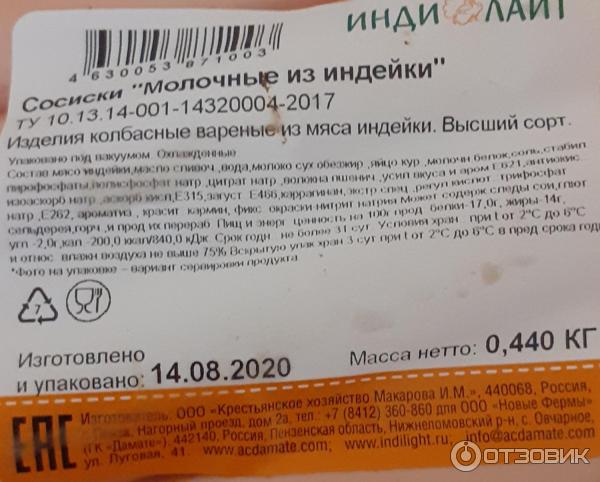 ИНДИЛАЙТ
4630053871003
Сосиски "Молочные из индейки"
ТУ 10.13.14-001-14320004-2017
Изделия колбасные вареные из мяса индейки. Высший сорт.
Упаковано под вакуумом. Охлажденные
Состав мясо индейки,масло сливоч ,вода,молоко сух обезжир ,яйцо кур ,молочн белок,соль,стабил
пирофосфаты,полифосфат натр ,цитрат натр ,волокна пшенич ,усил вкуса и аром Е621,антиокис
изоаскорб натр ,аскорб кисл,Е315,загуст Е466,каррагинан,экстр спец ,регул кислот трифосфат
натр ,Е262, ароматиз , красит кармин, фикс окраски нитрит натрия Может содерж следы сои,глют
сельдерея,горч ,и прод их перераб Пищ и энерг ценность на 100г прод белки-17,0г, жиры-14г,
угл -2,0г,кал -200,0 ккал/840,0 кДж Срок годн не более 31 сут Условия хран при t от 2°С до 6°С
и относ влажн воздуха не выше 75% Вскрытую упак хран 3 сут при t от 2°С до 6°С в пред срока годн
*Фото на упаковке – вариант сервировки продукта
7
Изготовлено
и упаковано: 14.08.2020
Масса нетто: 0,440 КГ
ЕАС
Изготовитель: ООО «Крестьянское хозяйство Макарова И.М.», 440068, Россия,
г. Пенза, Нагорный проезд, дом 2а, тел.: +7 (8412) 360-860 для ООО «Новые Фермы»
(ГК «Дамате»), 442140, Россия, Пензенская область, Нижнеломовский р-н, с. Овчарное,
ул. Луговая, 41. www.acdamate.com, www.indilight.ru, info@acdamate.com
ОТЗОВИК